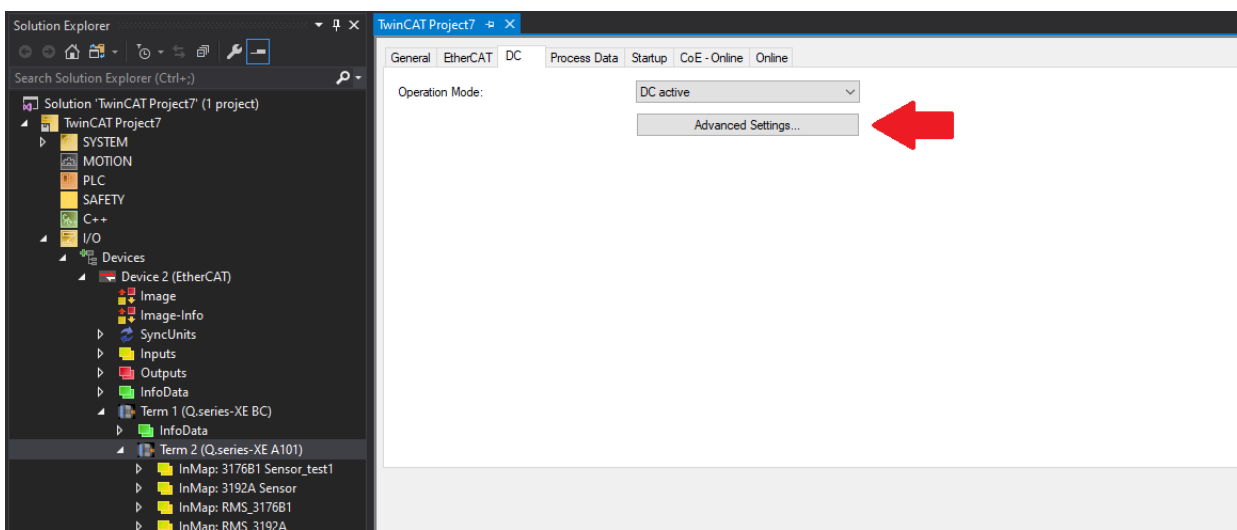 Solution Explorer
Search Solution Explorer (Ctrl+;)
Solution 'TwinCAT Project7' (1 project)
TwinCAT Project7
SYSTEM
MOTION
PLC
SAFETY
C++
I/O
Devices
Device 2 (EtherCAT)
Image
Image-Info
SyncUnits
Inputs
Outputs
InfoData
Term 1 (Q.series-XE BC)
InfoData
Term 2 (Q.series-XE A101)
InMap: 3176B1 Sensor_test1
InMap: 3192A Sensor
InMap: RMS_3176B1
InMap: RMS_3192A
TwinCAT Project7
General EtherCAT DC Process Data Startup CoE - Online Online
Operation Mode: DC active
Advanced Settings...